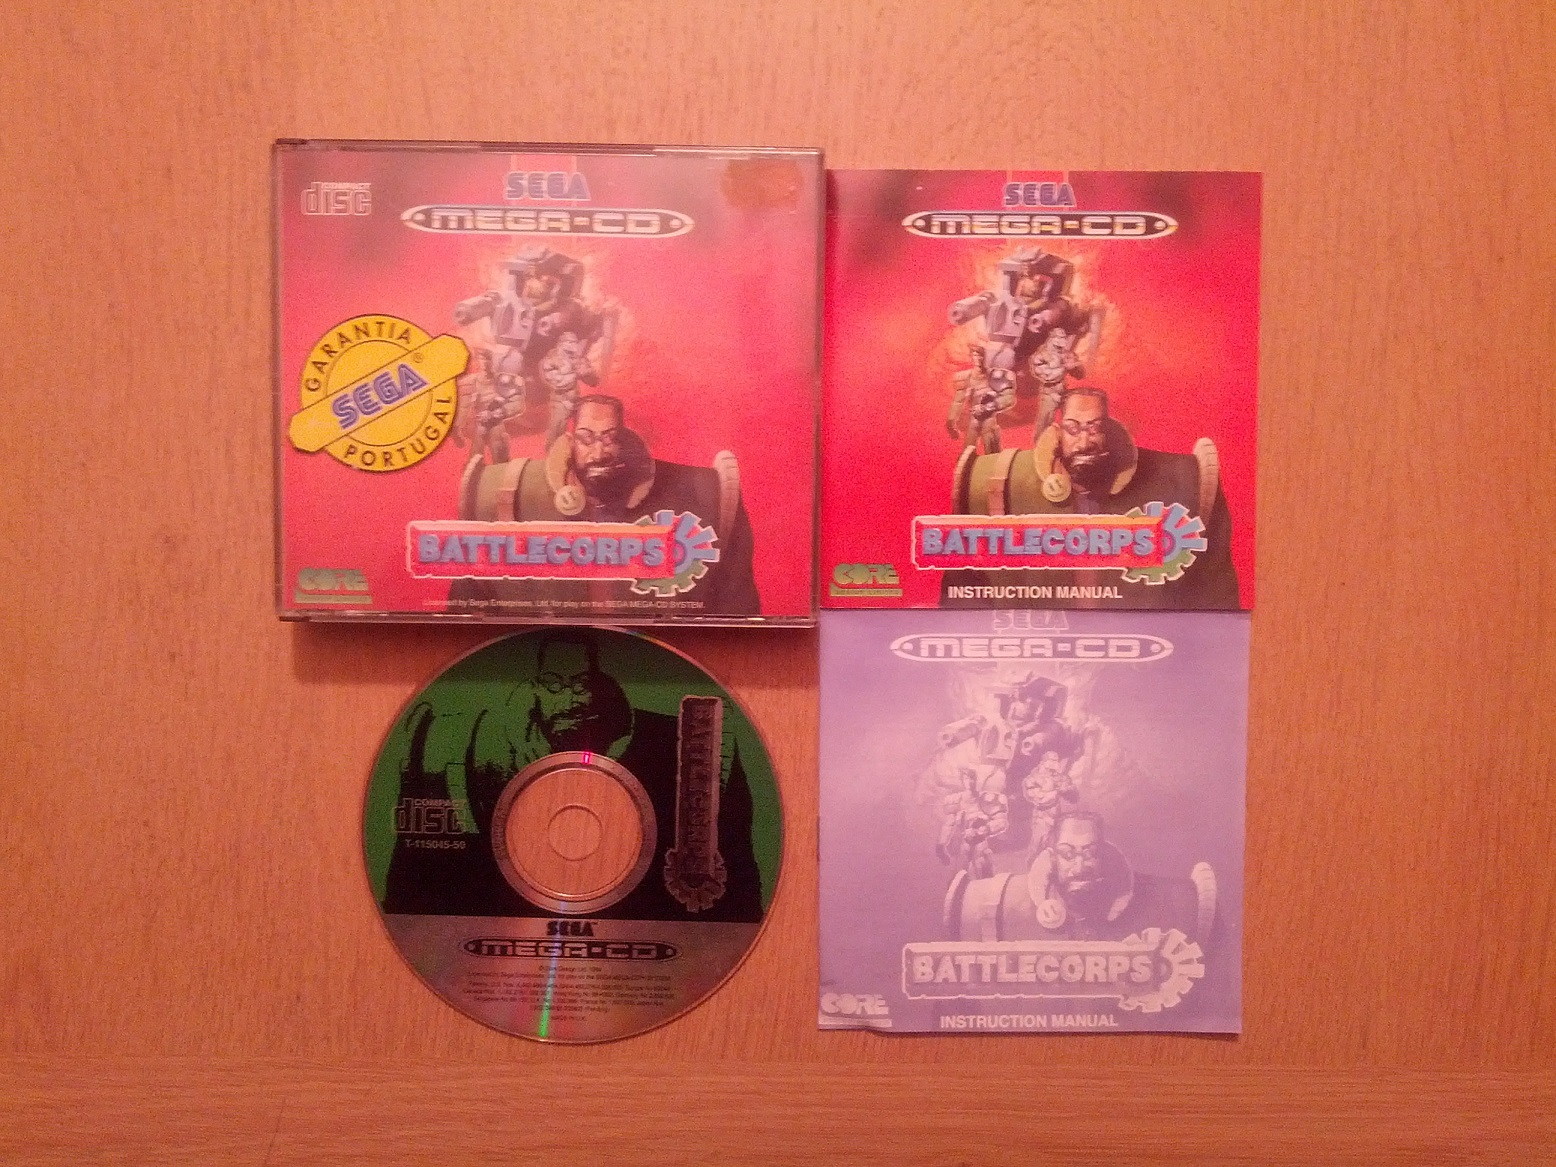 COMPACT
disc
SEGA
MEGA-CD
GARANTIA
SEGA®
PORTUGAL
BATTLECORPS
CORE
Licensed by Sega Enterprises, Ltd. for play on the SEGA MEGA-CD SYSTEM.
SEGA
MEGA-CD
BATTLECORPS
CORE
INSTRUCTION MANUAL
BATTLECORPS
COMPACT
disc
T-115045-50
SEGA™
MEGA-CD
SEGA
MEGA-CD
BATTLECORPS
CORE
INSTRUCTION MANUAL